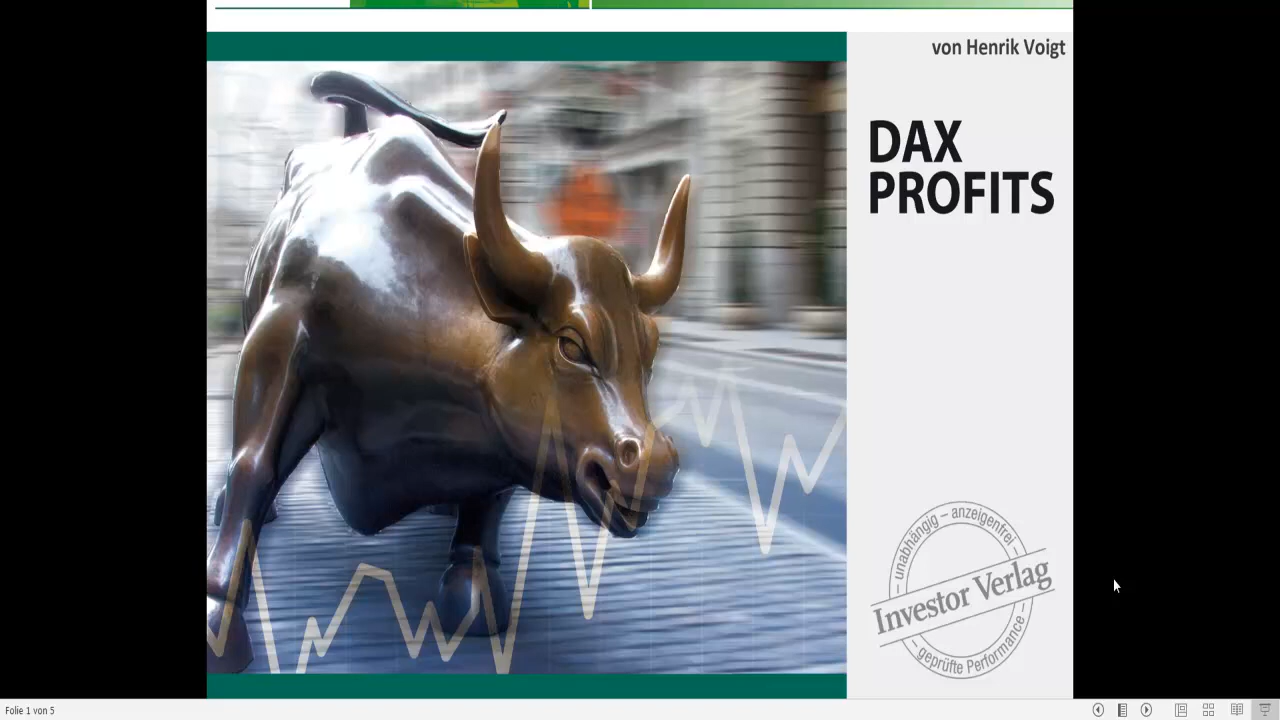 von Henrik Voigt
DAX
PROFITS
unabhängig – anzeigenfrei
Investor Verlag
– geprüfte Performance –
Folie 1 von 5